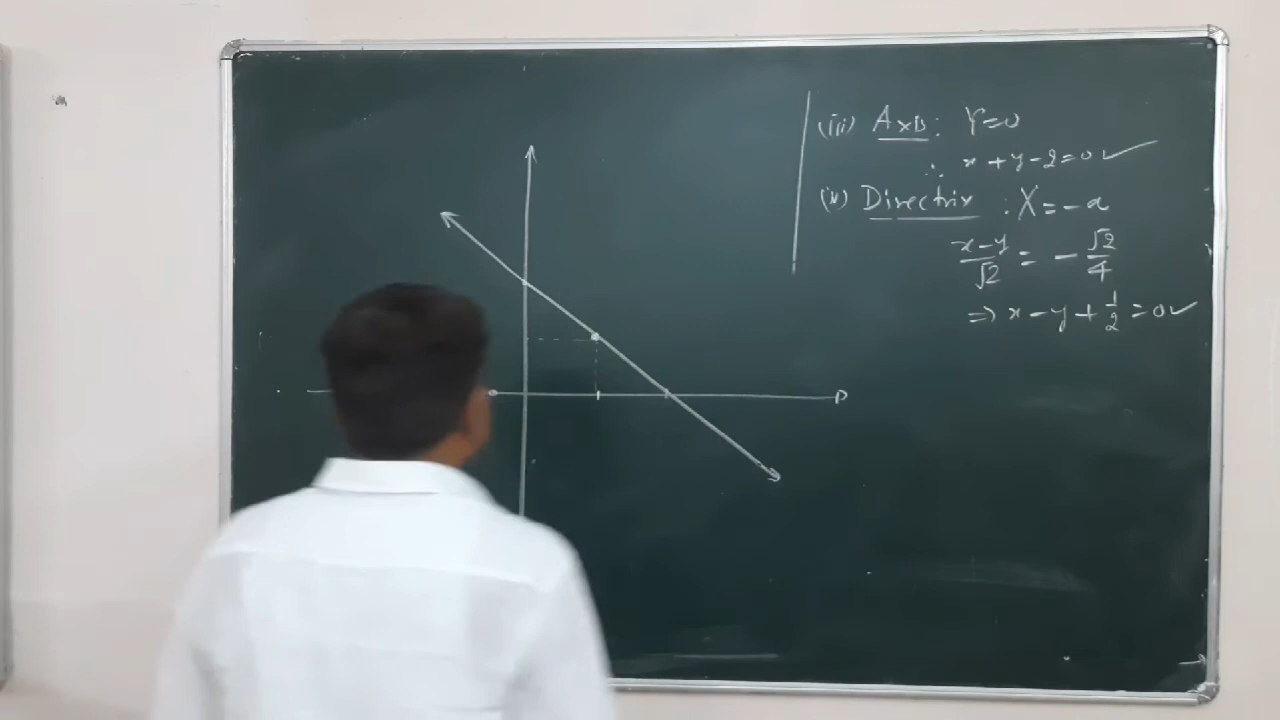 (iii) Axis: Y=0
∴ x+y-2=0✓
(iv) Directrix: X=-a
x-y/√2 = -√2/4
⇒ x-y+1/2=0✓